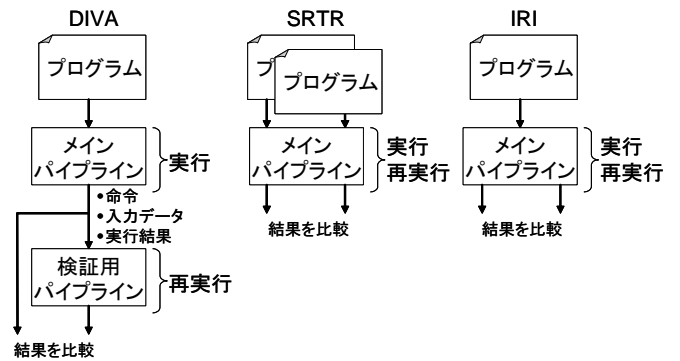 DIVA
プログラム
メイン
パイプライン
実行
•命令
•入力データ
•実行結果
検証用
パイプライン
再実行
結果を比較
SRTR
プ
プログラム
メイン
パイプライン
実行
再実行
結果を比較
IRI
プログラム
メイン
パイプライン
実行
再実行
結果を比較